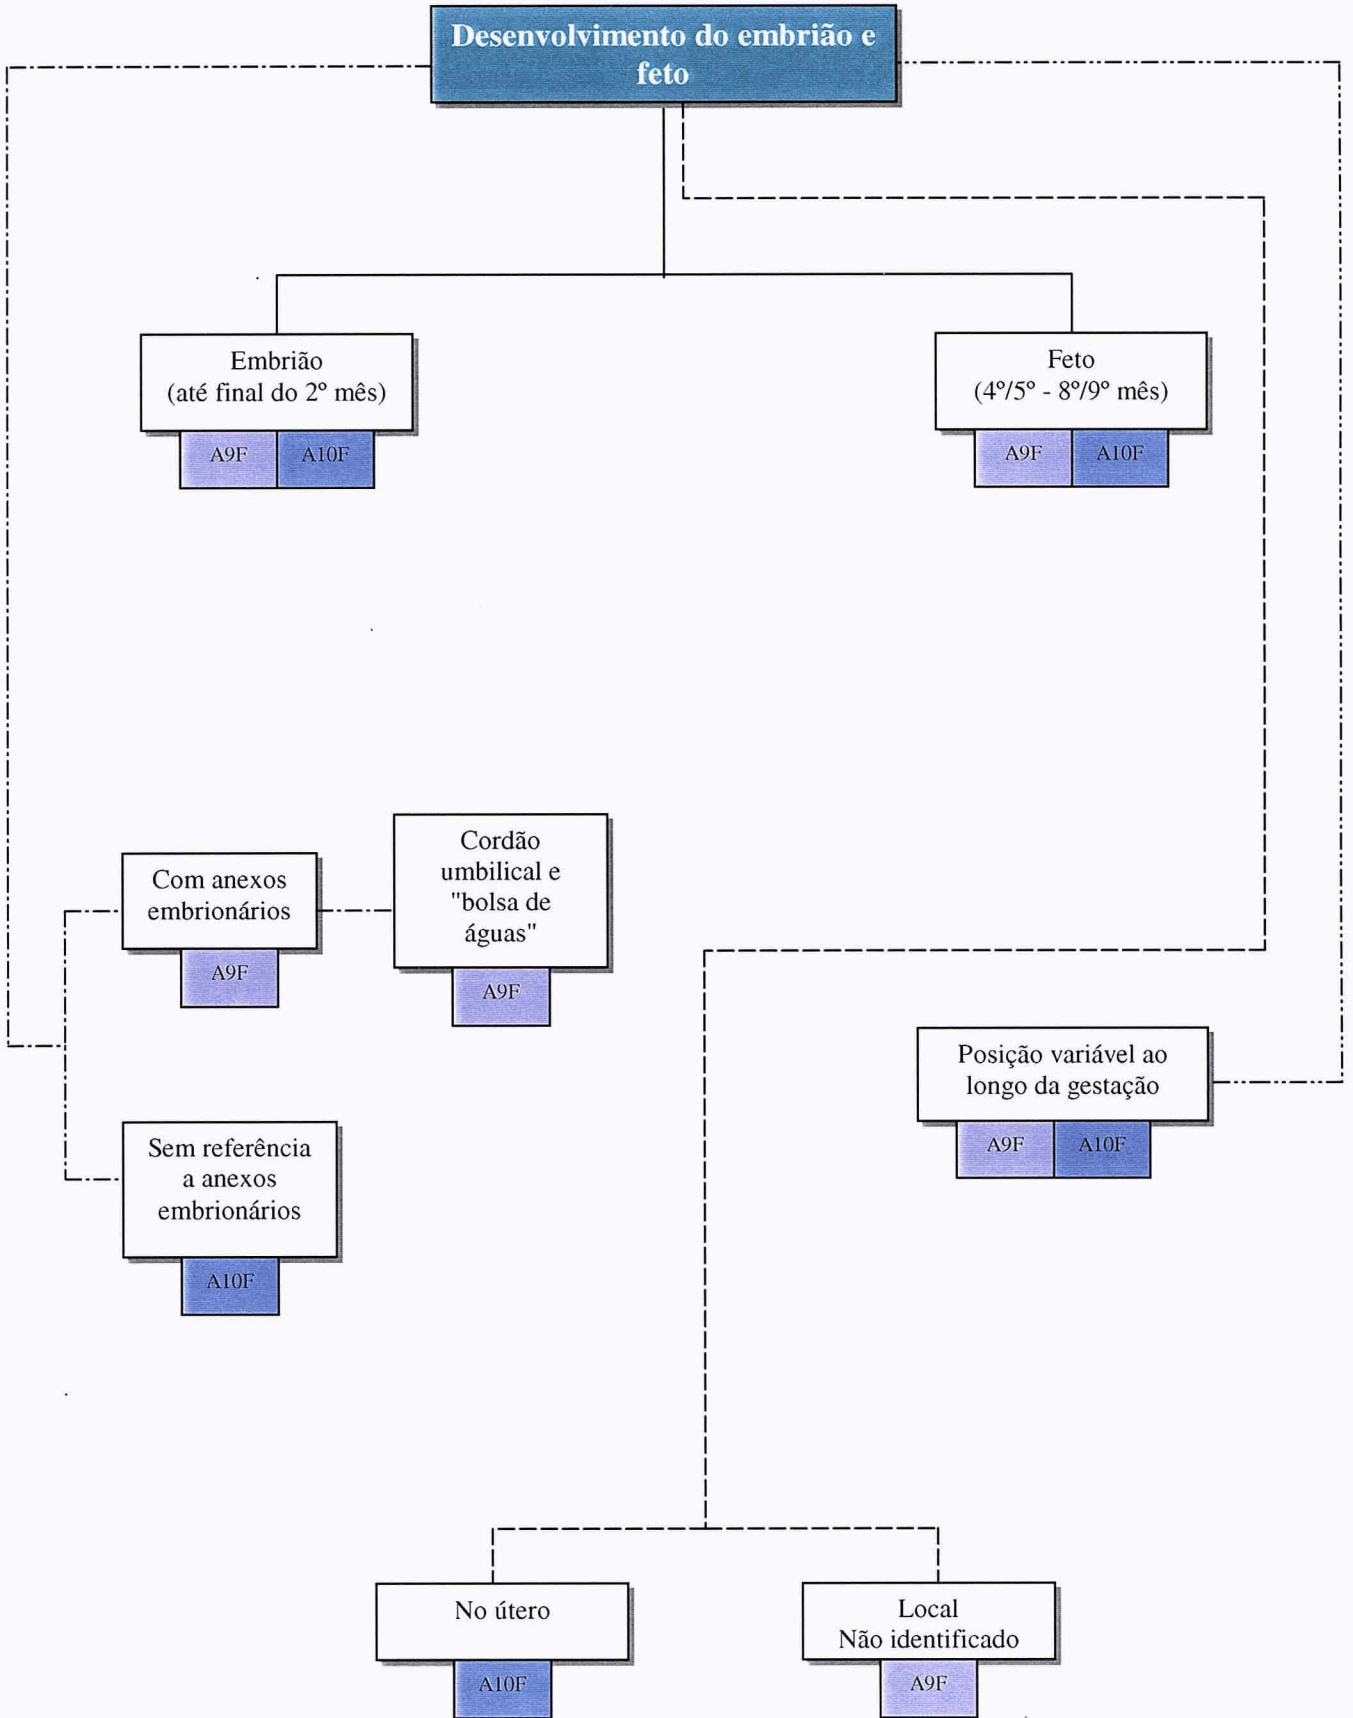 Desenvolvimento do embrião e
feto
Embrião
(até final do 2º mês)
A9F A10F
Feto
(4º/5º - 8º/9º mês)
A9F A10F
Com anexos
embrionários
A9F
Cordão
umbilical e
"bolsa de
águas"
A9F
Sem referência
a anexos
embrionários
A10F
Posição variável ao
longo da gestação
A9F A10F
No útero
A10F
Local
Não identificado
A9F